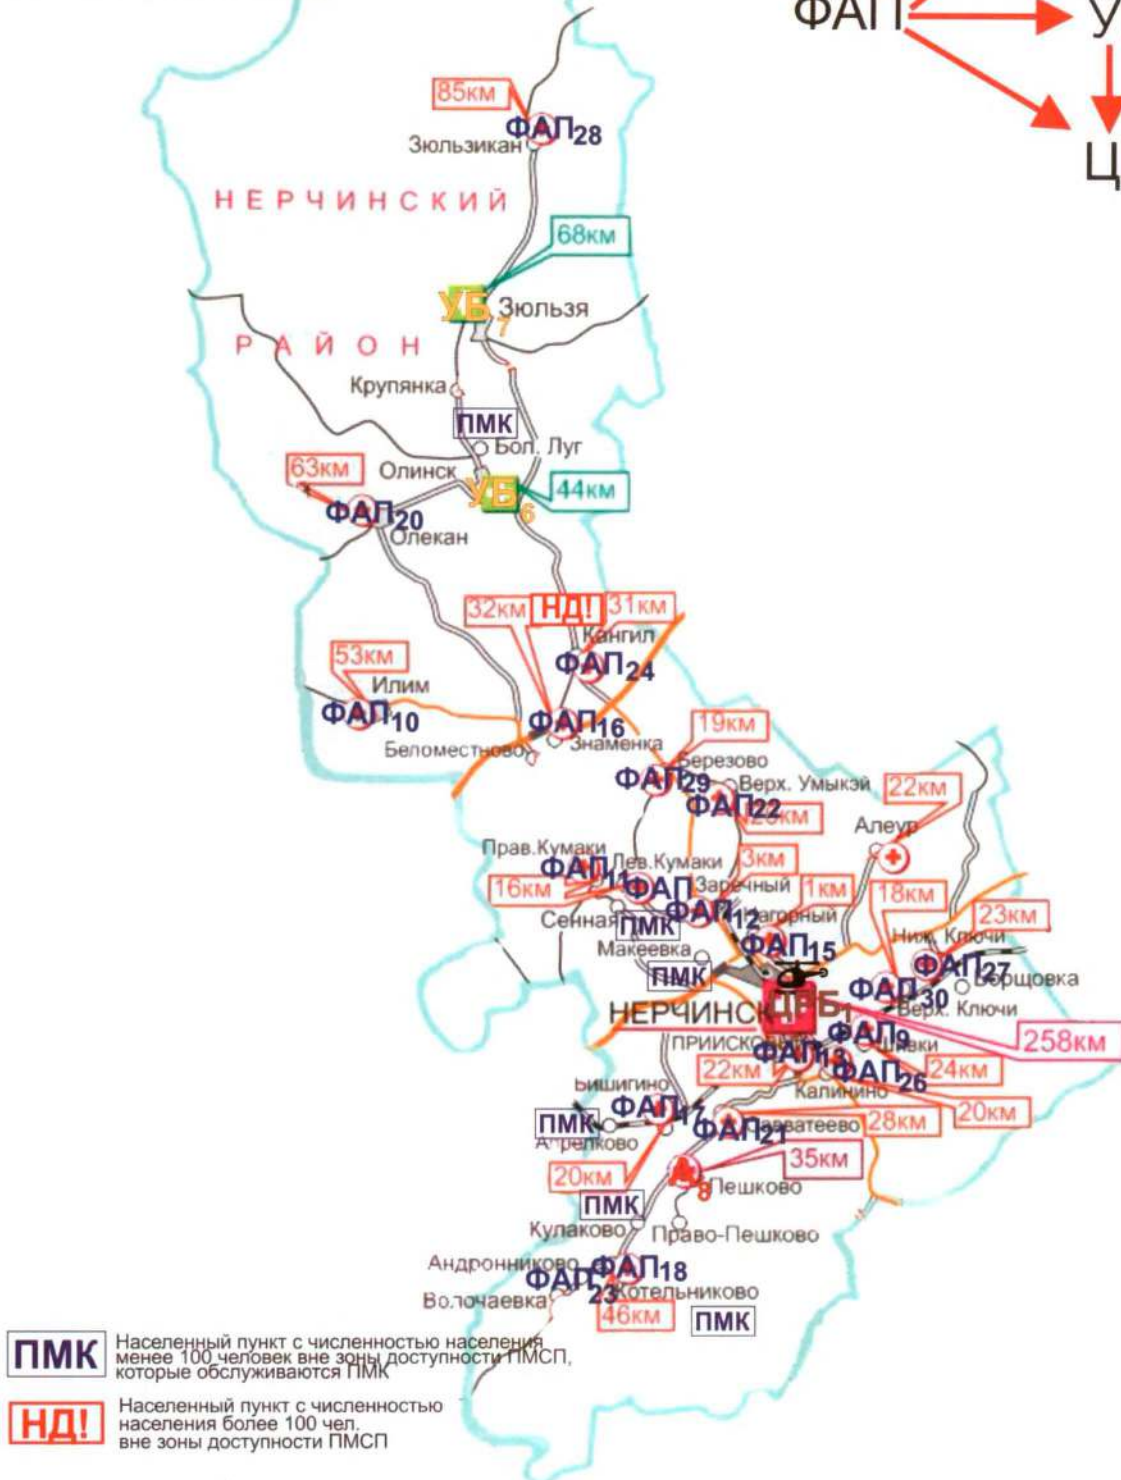 ФАП
У
Ц
85км
ФАП28
Зюльзикан
НЕРЧИНСКИЙ
68км
УБ7
Зюльзя
РАЙОН
Крупянка
ПМК
Бол. Луг
63км
Олинск
УБ6
44км
ФАП20
Олекан
32км
НД!
31км
Кангил
ФАП24
53км
Илим
ФАП10
ФАП16
Знаменка
Беломестново
19км
Березово
ФАП29
Верх. Умыкэй
ФАП22
22км
Алеур
Прав.Кумаки
Лев.Кумаки
3км
ФАП11
16км
ФАП
Заречный
1км
18км
ФАП12
Нагорный
23км
Сенная
ПМК
Ниж. Ключи
Макеевка
ФАП15
ФАП27
Борщовка
ПМК
ФАП30
Верх. Ключи
НЕРЧИНСК
ЦРБ1
258км
ФАП9
ФАП13
22км
24км
ФАП26
Калинино
20км
Бишигино
ФАП17
ПМК
Апрелково
ФАП21
Савватеево
28км
35км
20км
8
Пешково
ПМК
Кулаково
Право-Пешково
Андронниково
ФАП18
ФАП23
Котельниково
Волочаевка
46км
ПМК
ПМК
Населенный пункт с численностью населения
менее 100 человек вне зоны доступности ПМСП,
которые обслуживаются ПМК
НД!
Населенный пункт с численностью
населения более 100 чел.
вне зоны доступности ПМСП